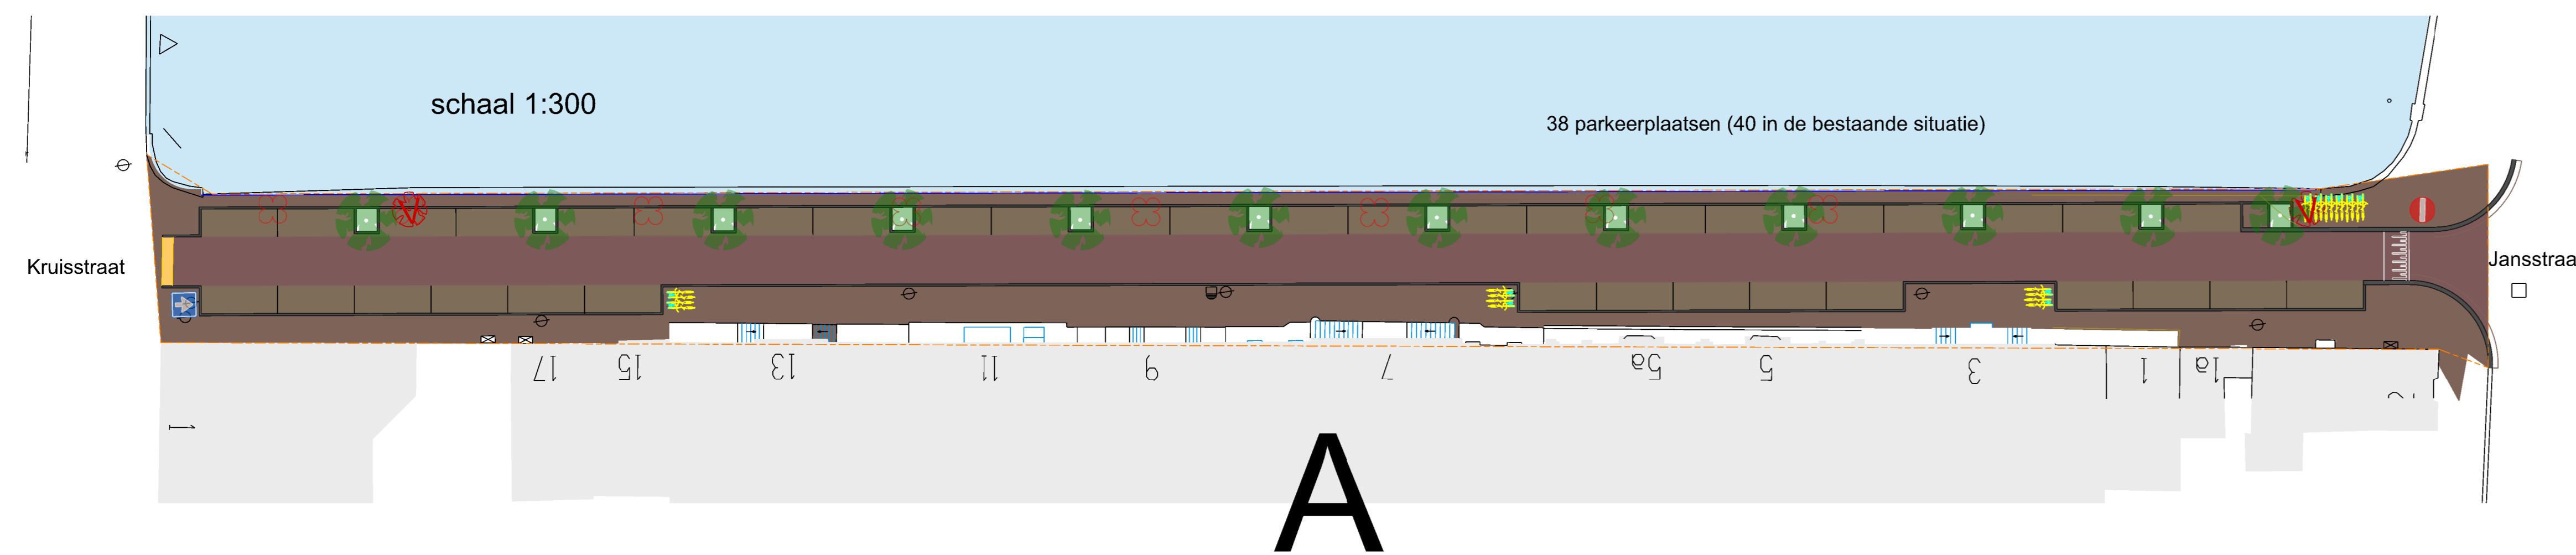 schaal 1:300
38 parkeerplaatsen (40 in de bestaande situatie)
Kruisstraat
Jansstraa
17
15
13
11
9
7
5a
5
3
1
1a
1
A